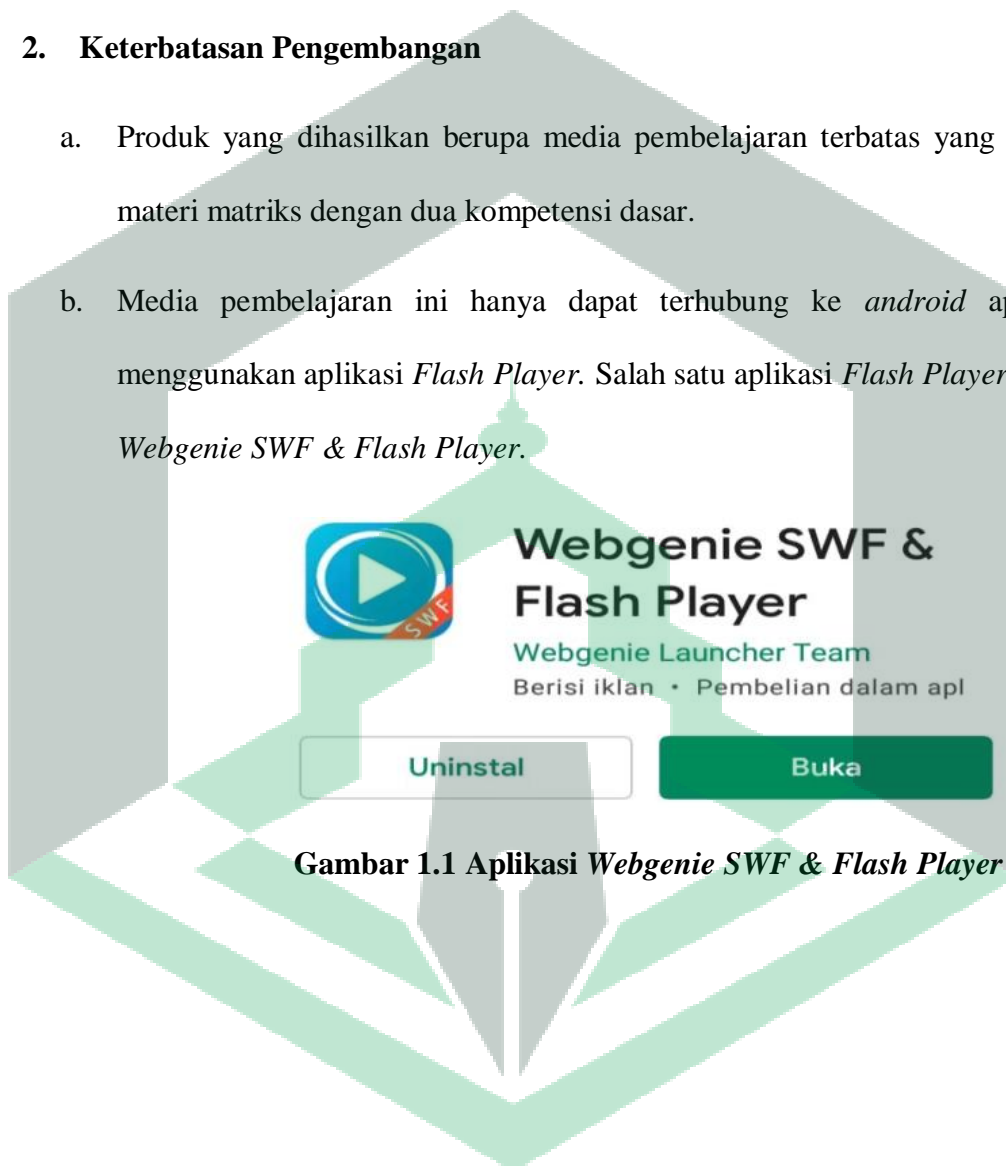 2. Keterbatasan Pengembangan
a. Produk yang dihasilkan berupa media pembelajaran terbatas yang
materi matriks dengan dua kompetensi dasar.
b. Media pembelajaran ini hanya dapat terhubung ke android
menggunakan aplikasi Flash Player. Salah satu aplikasi Flash Player
Webgenie SWF & Flash Player.
SWF
Webgenie SWF &
Flash Player
Webgenie Launcher Team
Berisi iklan • Pembelian dalam apl
Uninstal
Buka
Gambar 1.1 Aplikasi Webgenie SWF & Flash Player